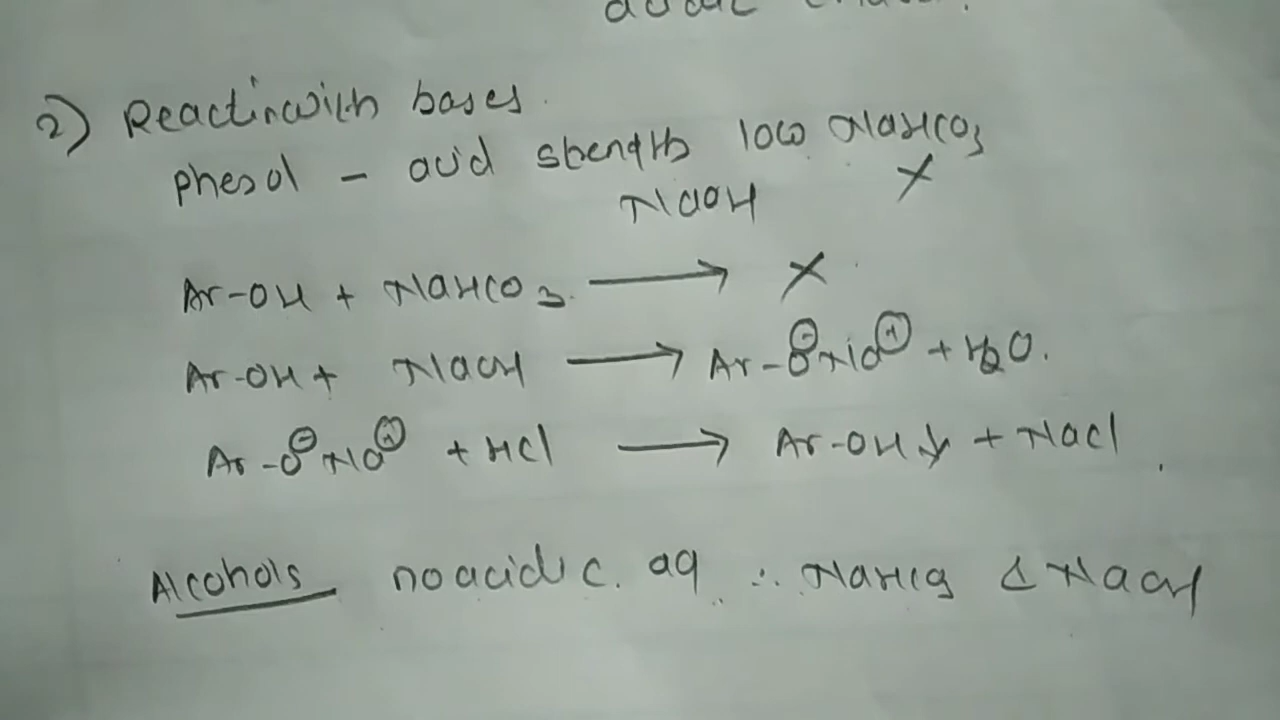 2) Reactinwith bases.
phenol - acid strength low NaHCO3
NaOH X
Ar-OH + NaHCO3. ⟶ X
Ar-OH + NaOH ⟶ Ar-O⊖Na⊕ + H2O.
Ar-O⊖Na⊕ + HCl ⟶ Ar-OH↓ + NaCl
Alcohols no acidic. aq ∴ NaHCO3 & NaOH